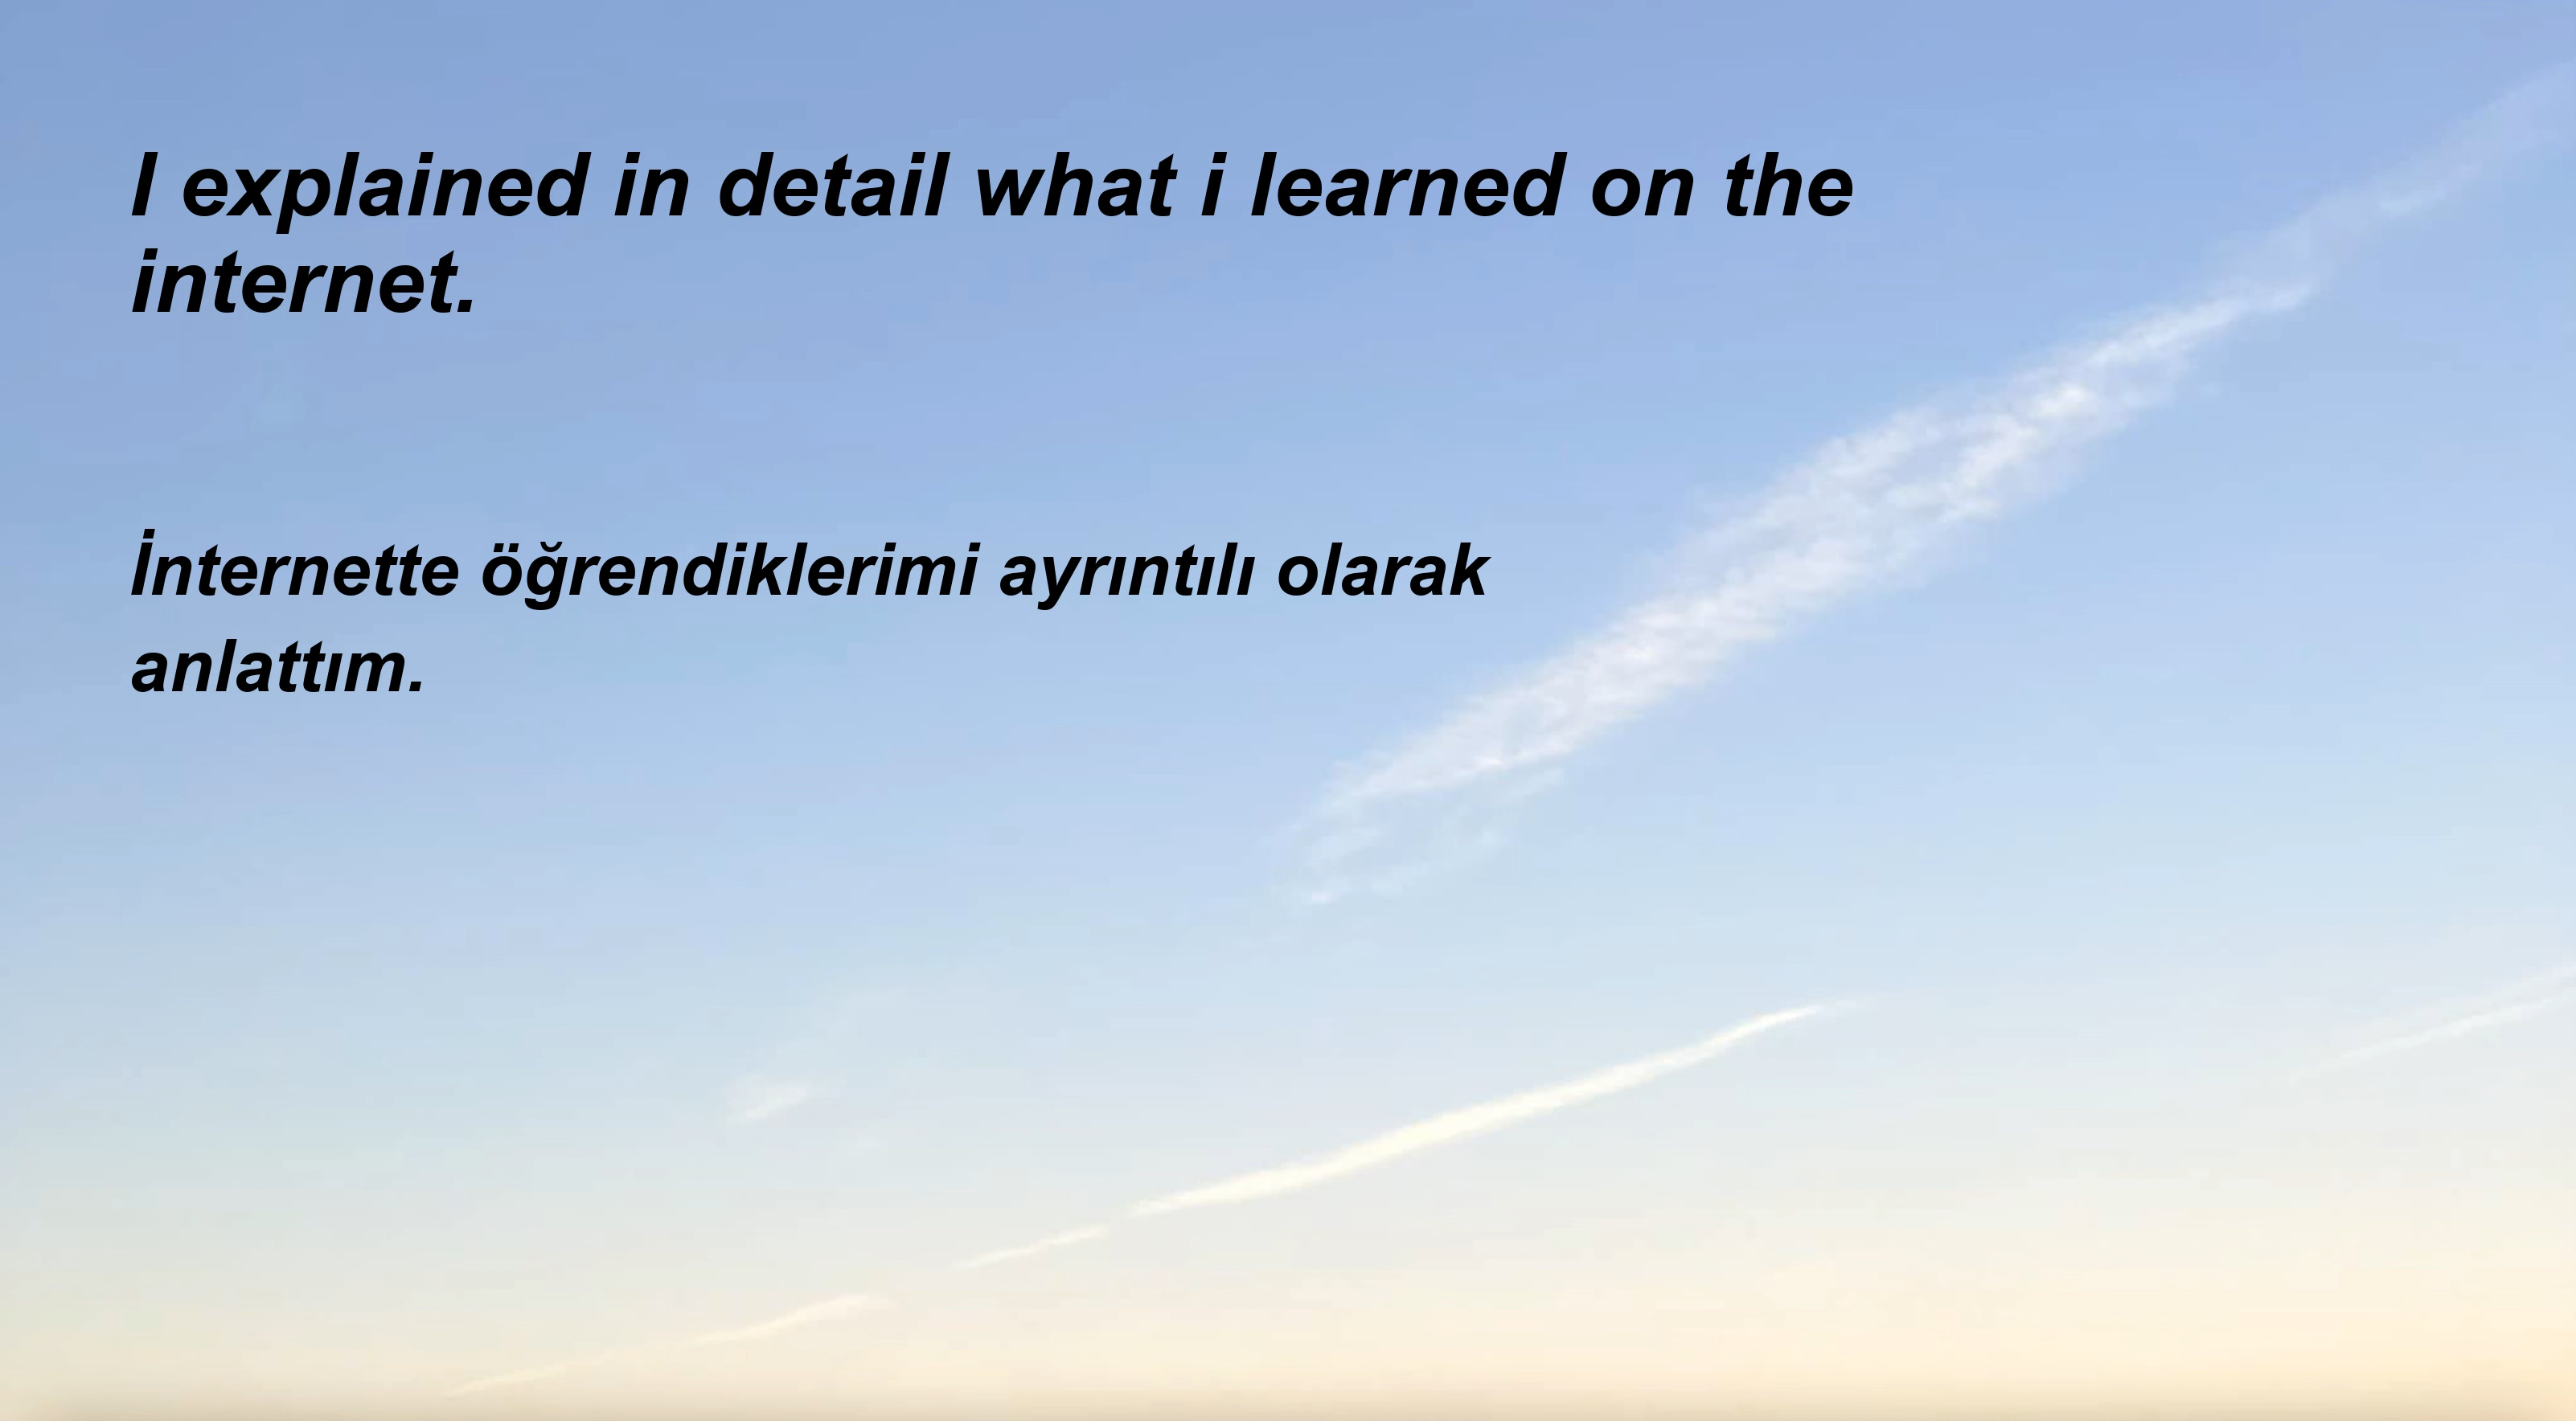 I explained in detail what i learned on the
internet.
İnternette öğrendiklerimi ayrıntılı olarak
anlattım.